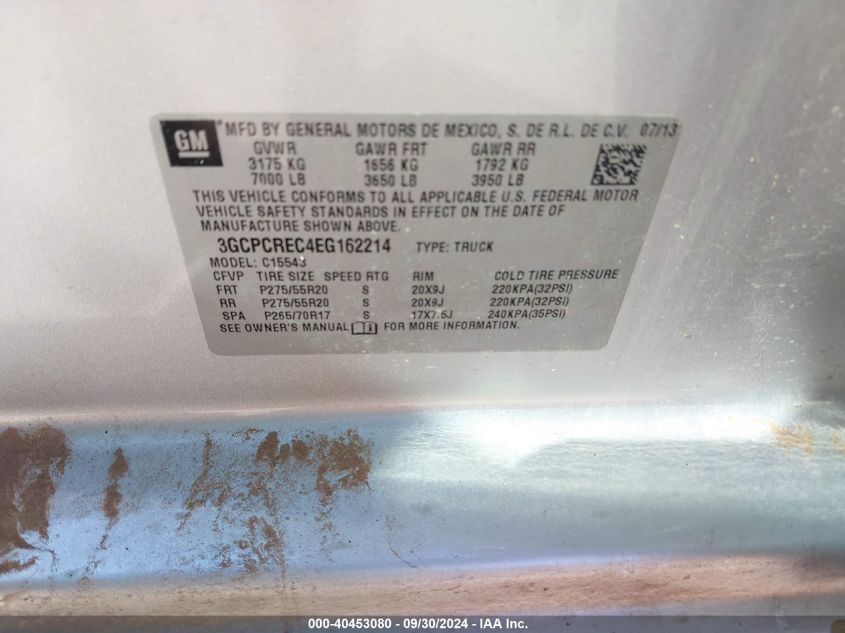 GM MFD BY GENERAL MOTORS DE MEXICO, S. DE R.L. DE C.V. 07/13
GVWR GAWR FRT GAWR RR
3175 KG 1656 KG 1792 KG
7000 LB 3650 LB 3950 LB
THIS VEHICLE CONFORMS TO ALL APPLICABLE U.S. FEDERAL MOTOR
VEHICLE SAFETY STANDARDS IN EFFECT ON THE DATE OF
MANUFACTURE SHOWN ABOVE.
3GCPCREC4EG162214 TYPE: TRUCK
MODEL: C15543
CFVP TIRE SIZE SPEED RTG RIM COLD TIRE PRESSURE
FRT P275/55R20 S 20X9J 220KPA(32PSI)
RR P275/55R20 S 20X9J 220KPA(32PSI)
SPA P265/70R17 S 17X7.5J 240KPA(35PSI)
SEE OWNER'S MANUAL FOR MORE INFORMATION.
000-40453080 - 09/30/2024 - IAA Inc.